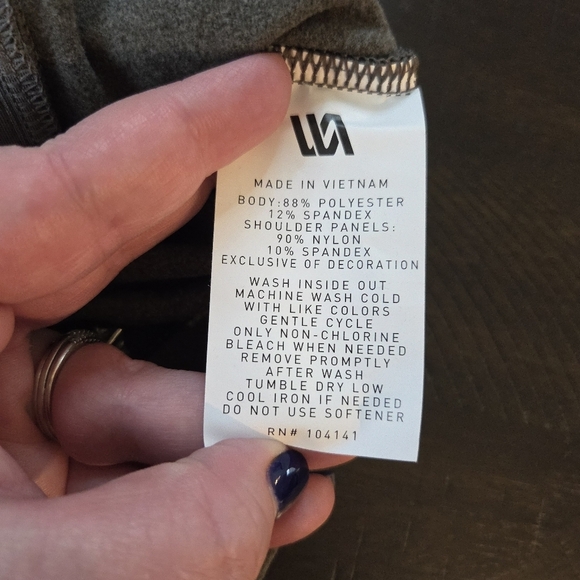 MADE IN VIETNAM
BODY:88% POLYESTER
12% SPANDEX
SHOULDER PANELS:
90% NYLON
10% SPANDEX
EXCLUSIVE OF DECORATION
WASH INSIDE OUT
MACHINE WASH COLD
WITH LIKE COLORS
GENTLE CYCLE
ONLY NON-CHLORINE
BLEACH WHEN NEEDED
REMOVE PROMPTLY
AFTER WASH
TUMBLE DRY LOW
COOL IRON IF NEEDED
DO NOT USE SOFTENER
RN# 104141